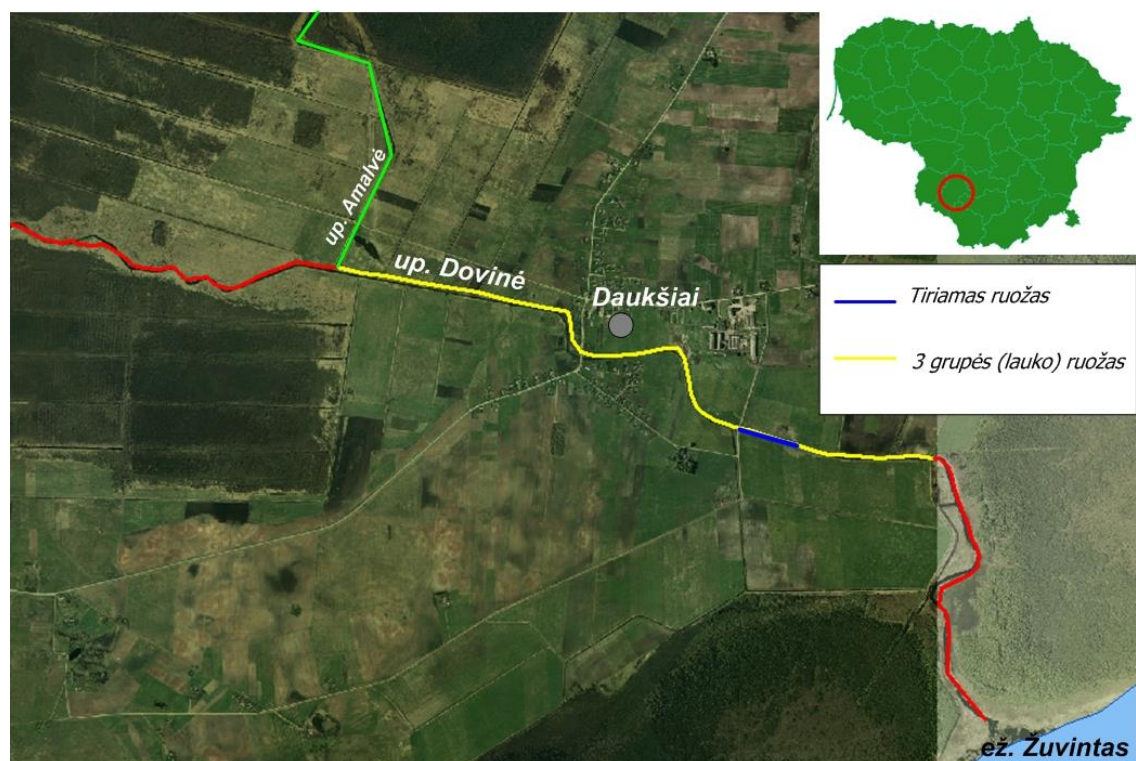 up. Amalvė
up. Dovinė
Daukšiai
Tiriamas ruožas
3 grupės (lauko) ruožas
ež. Žuvintas